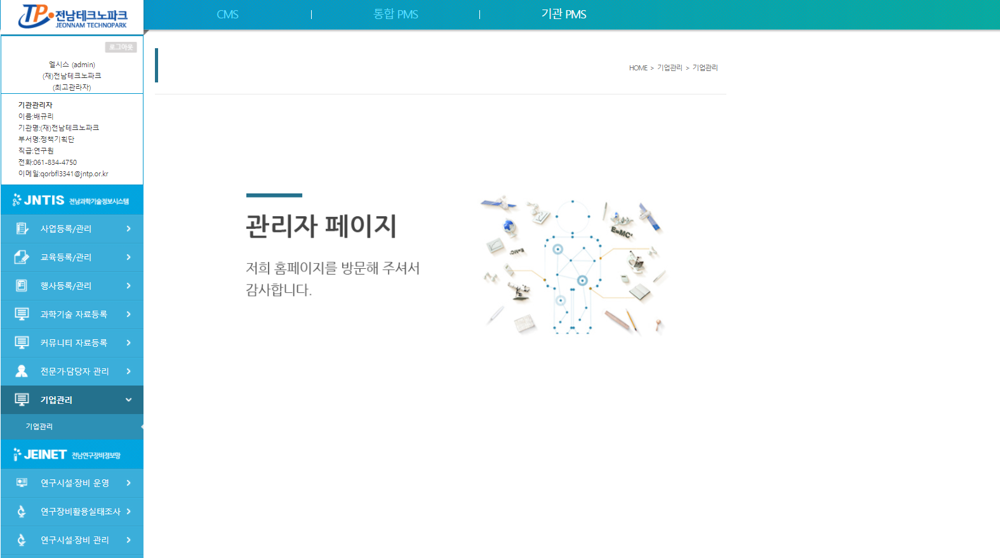 TP 전남테크노파크
JEONNAM TECHNOPARK
CMS
통합 PMS
기관 PMS
로그아웃
엘시스 (admin)
(재)전남테크노파크
(최고관라자)
기관관리자
이름:배규리
기관명:(재)전남테크노파크
부서명:정책기획단
직급:연구원
전화:061-834-4750
이메일:qorbfl3341@jntp.or.kr
JNTIS 전남과학기술정보시스템
사업등록/관리
교육등록/관리
행사등록/관리
과학기술 자료등록
커뮤니티 자료등록
전문가·담당자 관리
기업관리
기업관리
JEINET 전남연구장비정보망
연구시설·장비 운영
연구장비활용실태조사
연구시설·장비 관리
HOME > 기업관리 > 기업관리
관리자 페이지
저희 홈페이지를 방문해 주셔서
감사합니다.
E=MC²
E=MC²